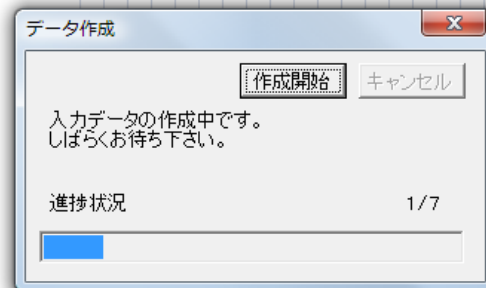 データ作成
作成開始 キャンセル
入力データの作成中です。
しばらくお待ち下さい。
進捗状況 1/7